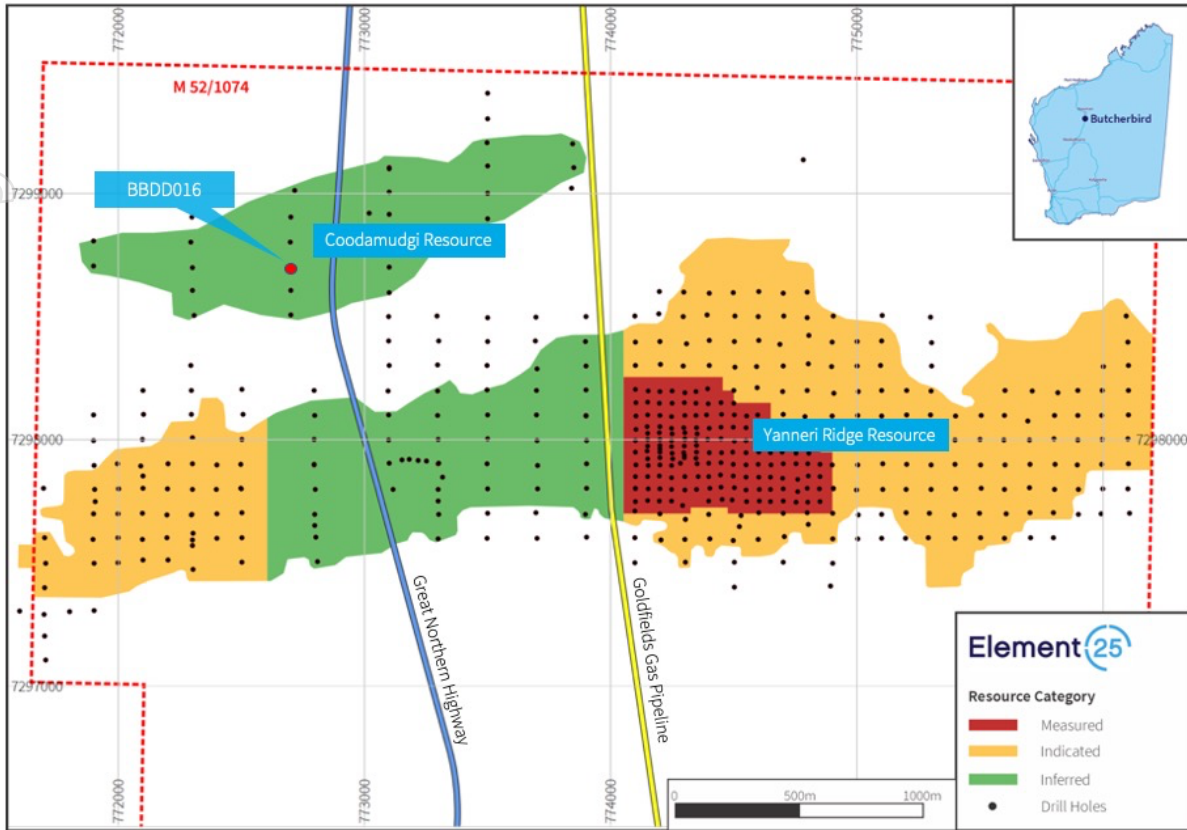 772000
773000
774000
775000
M 52/1074
Butcherbird
7299000
BBDD016
Coodamudgi Resource
Yanneri Ridge Resource
7298000
7298000
Great Northern Highway
Goldfields Gas Pipeline
7297000
772000
773000
774000
0
500m
1000m
Element 25
Resource Category
Measured
Indicated
Inferred
Drill Holes